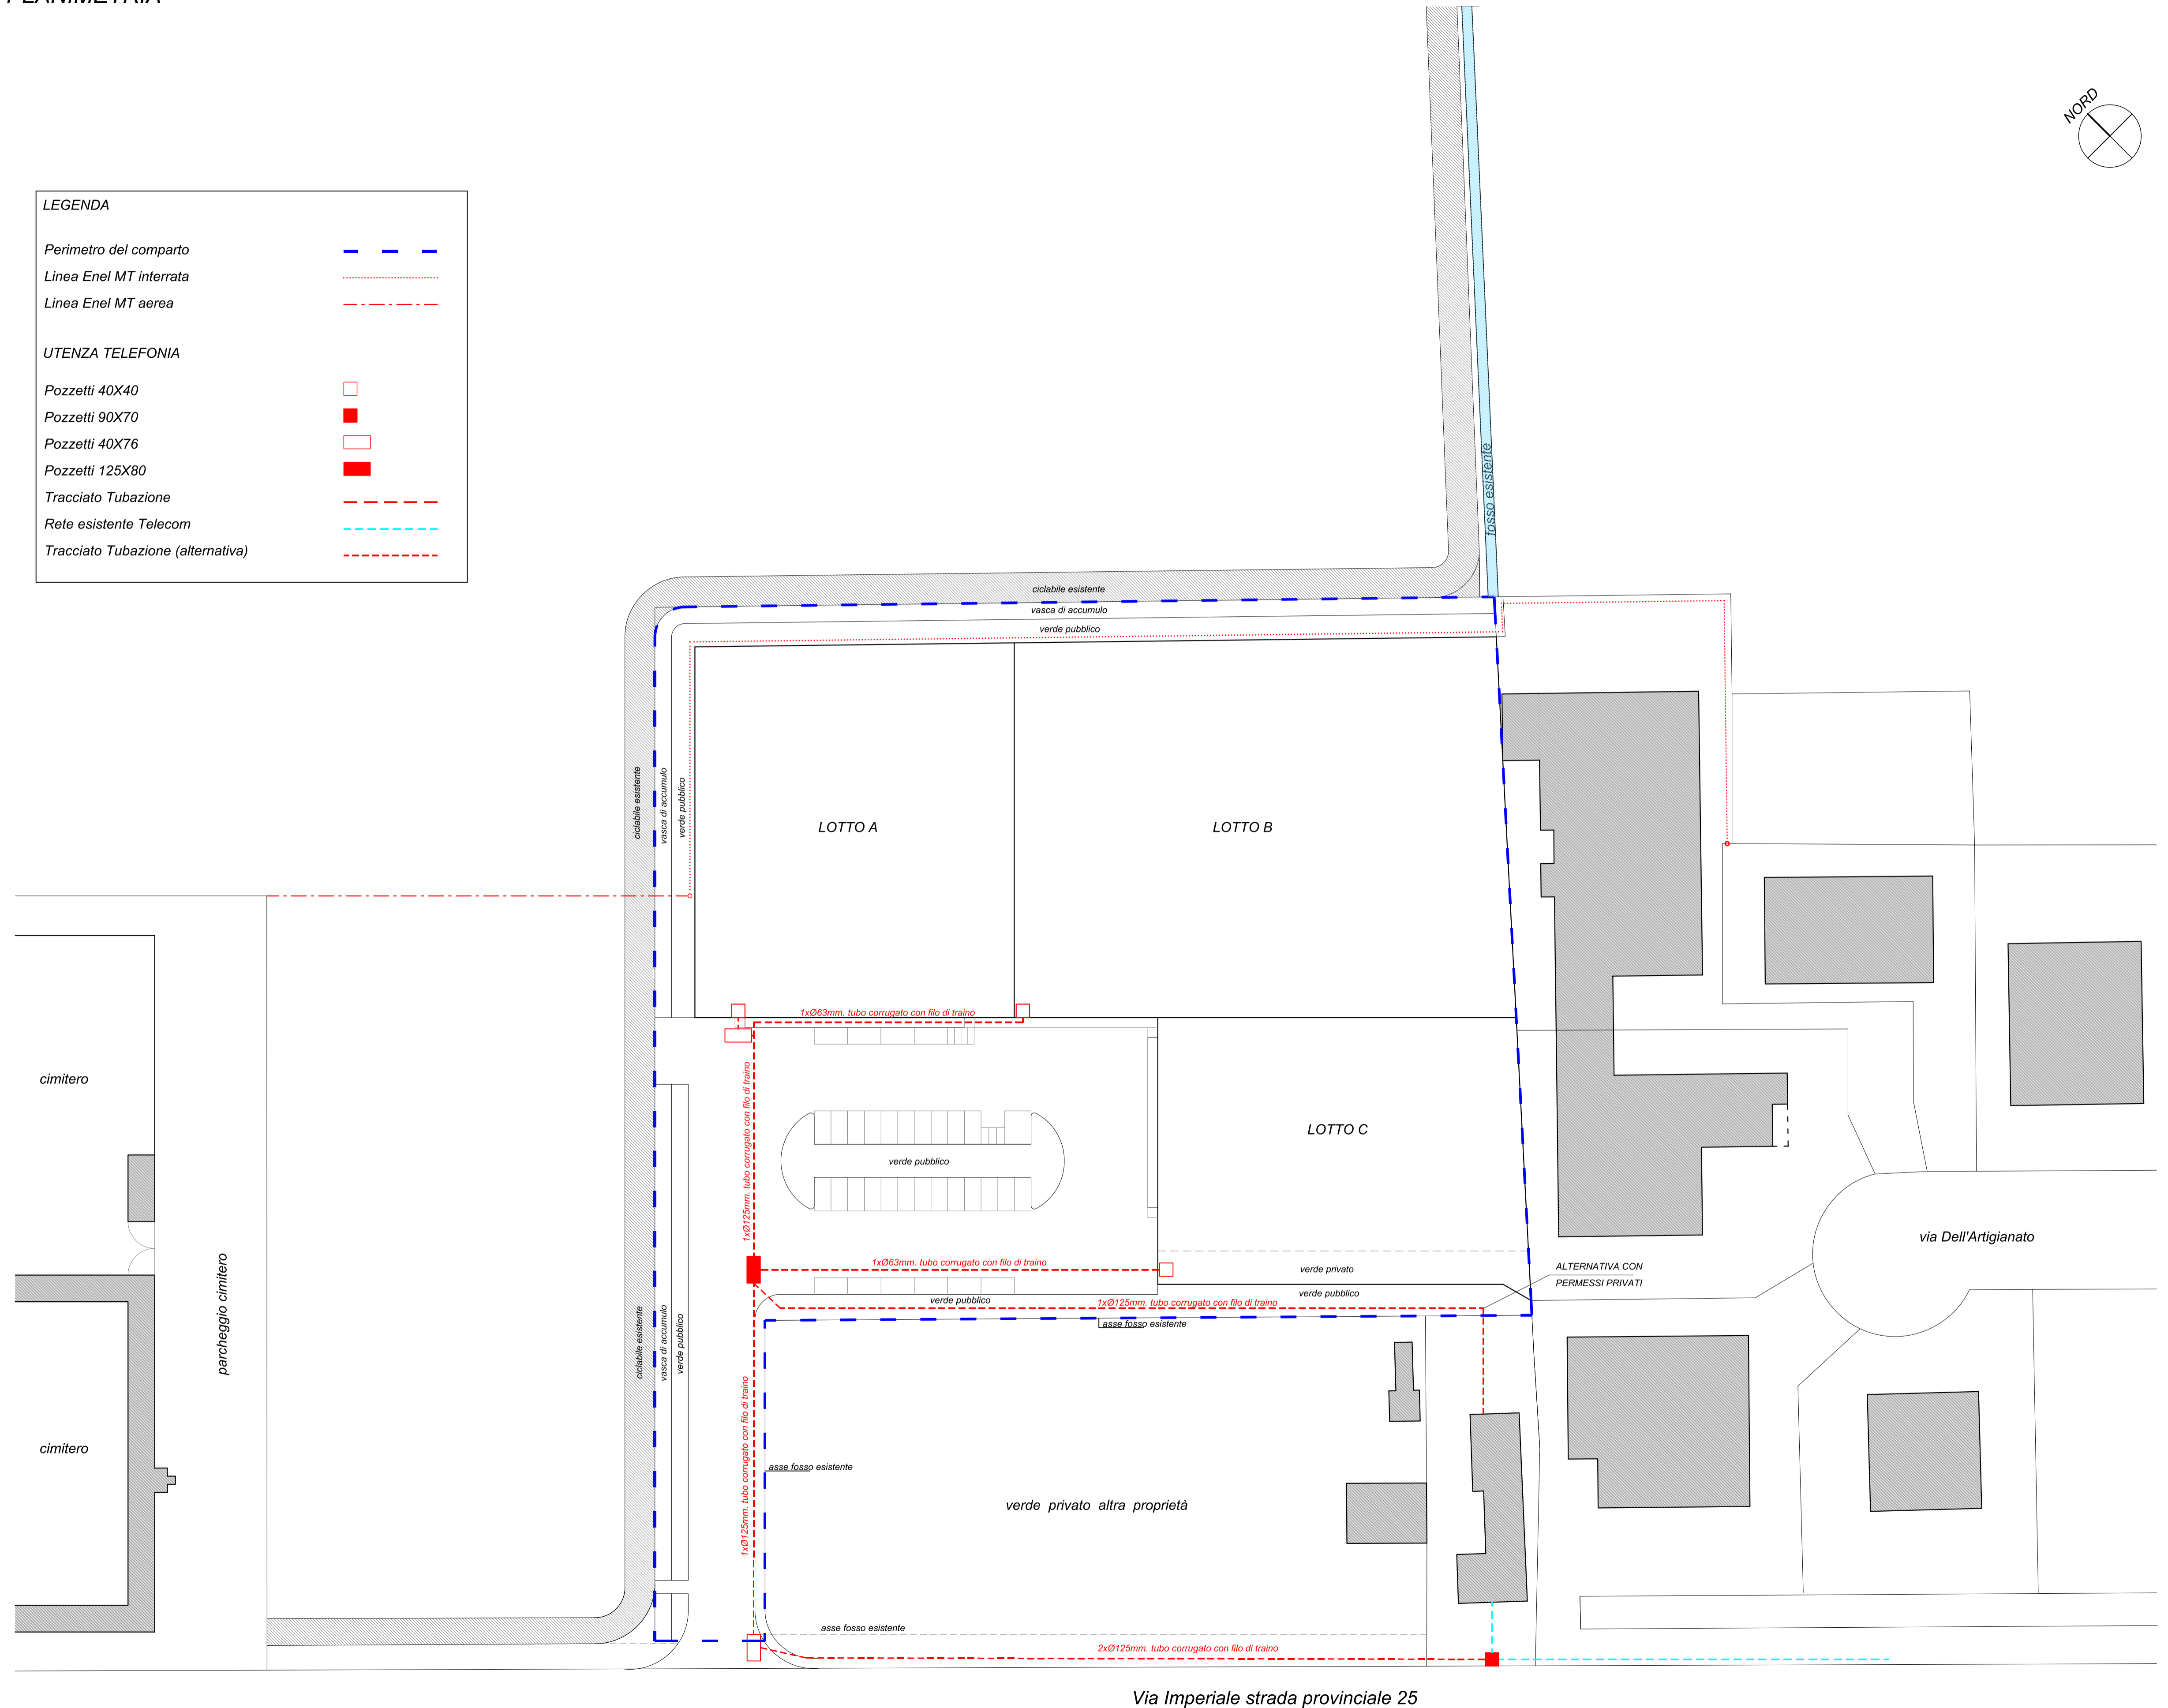 PLANIMETRIA
NORD
LEGENDA
Perimetro del comparto
Linea Enel MT interrata
Linea Enel MT aerea
UTENZA TELEFONIA
Pozzetti 40X40
Pozzetti 90X70
Pozzetti 40X76
Pozzetti 125X80
Tracciato Tubazione
Rete esistente Telecom
Tracciato Tubazione (alternativa)
fosso esistente
ciclabile esistente
vasca di accumulo
verde pubblico
ciclabile esistente
vasca di accumulo
verde pubblico
LOTTO A
LOTTO B
1xØ63mm. tubo corrugato con filo di traino
cimitero
1xØ125mm. tubo corrugato con filo di traino
LOTTO C
verde pubblico
via Dell'Artigianato
1xØ63mm. tubo corrugato con filo di traino
verde privato
ALTERNATIVA CON
PERMESSI PRIVATI
verde pubblico
verde pubblico
1xØ125mm. tubo corrugato con filo di traino
asse fosso esistente
parcheggio cimitero
ciclabile esistente
vasca di accumulo
verde pubblico
cimitero
1xØ125mm. tubo corrugato con filo di traino
asse fosso esistente
verde privato altra proprietà
asse fosso esistente
2xØ125mm. tubo corrugato con filo di traino
Via Imperiale strada provinciale 25